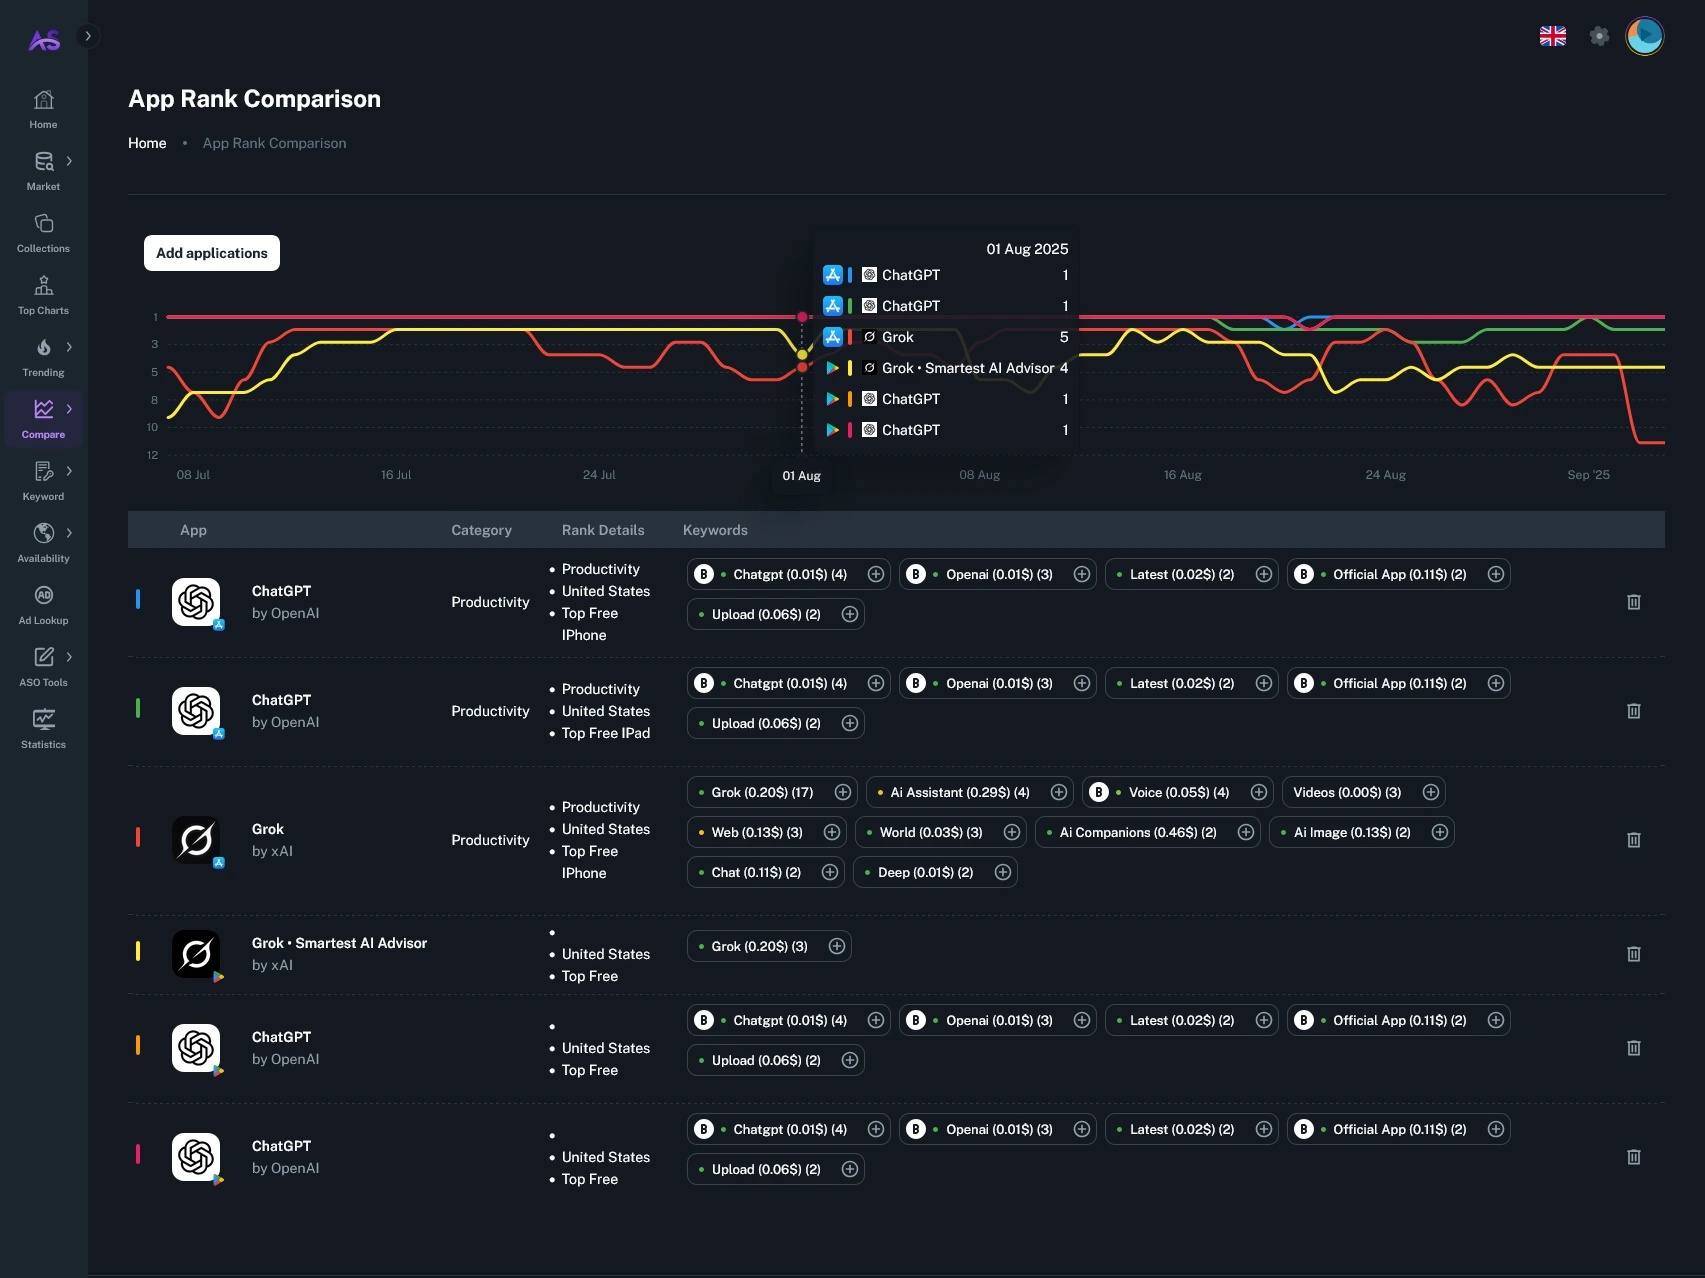 AS
Home
Market
Collections
Top Charts
Trending
Compare
Keyword
Availability
AD
Ad Lookup
ASO Tools
Statistics
App Rank Comparison
Home • App Rank Comparison
Add applications
01 Aug 2025
ChatGPT 1
ChatGPT 1
Grok 5
Grok • Smartest AI Advisor 4
ChatGPT 1
ChatGPT 1
1
3
5
8
10
12
08 Jul 16 Jul 24 Jul 01 Aug 08 Aug 16 Aug 24 Aug Sep '25
App Category Rank Details Keywords
ChatGPT
by OpenAI
Productivity
• Productivity
• United States
• Top Free
IPhone
B • Chatgpt (0.01$) (4) B • Openai (0.01$) (3) • Latest (0.02$) (2) B • Official App (0.11$) (2)
• Upload (0.06$) (2)
ChatGPT
by OpenAI
Productivity
• Productivity
• United States
• Top Free IPad
B • Chatgpt (0.01$) (4) B • Openai (0.01$) (3) • Latest (0.02$) (2) B • Official App (0.11$) (2)
• Upload (0.06$) (2)
Grok
by xAI
Productivity
• Productivity
• United States
• Top Free
IPhone
• Grok (0.20$) (17) • Ai Assistant (0.29$) (4) B • Voice (0.05$) (4) Videos (0.00$) (3)
• Web (0.13$) (3) • World (0.03$) (3) • Ai Companions (0.46$) (2) • Ai Image (0.13$) (2)
• Chat (0.11$) (2) • Deep (0.01$) (2)
Grok • Smartest AI Advisor
by xAI
•
• United States
• Top Free
• Grok (0.20$) (3)
ChatGPT
by OpenAI
•
• United States
• Top Free
B • Chatgpt (0.01$) (4) B • Openai (0.01$) (3) • Latest (0.02$) (2) B • Official App (0.11$) (2)
• Upload (0.06$) (2)
ChatGPT
by OpenAI
•
• United States
• Top Free
B • Chatgpt (0.01$) (4) B • Openai (0.01$) (3) • Latest (0.02$) (2) B • Official App (0.11$) (2)
• Upload (0.06$) (2)